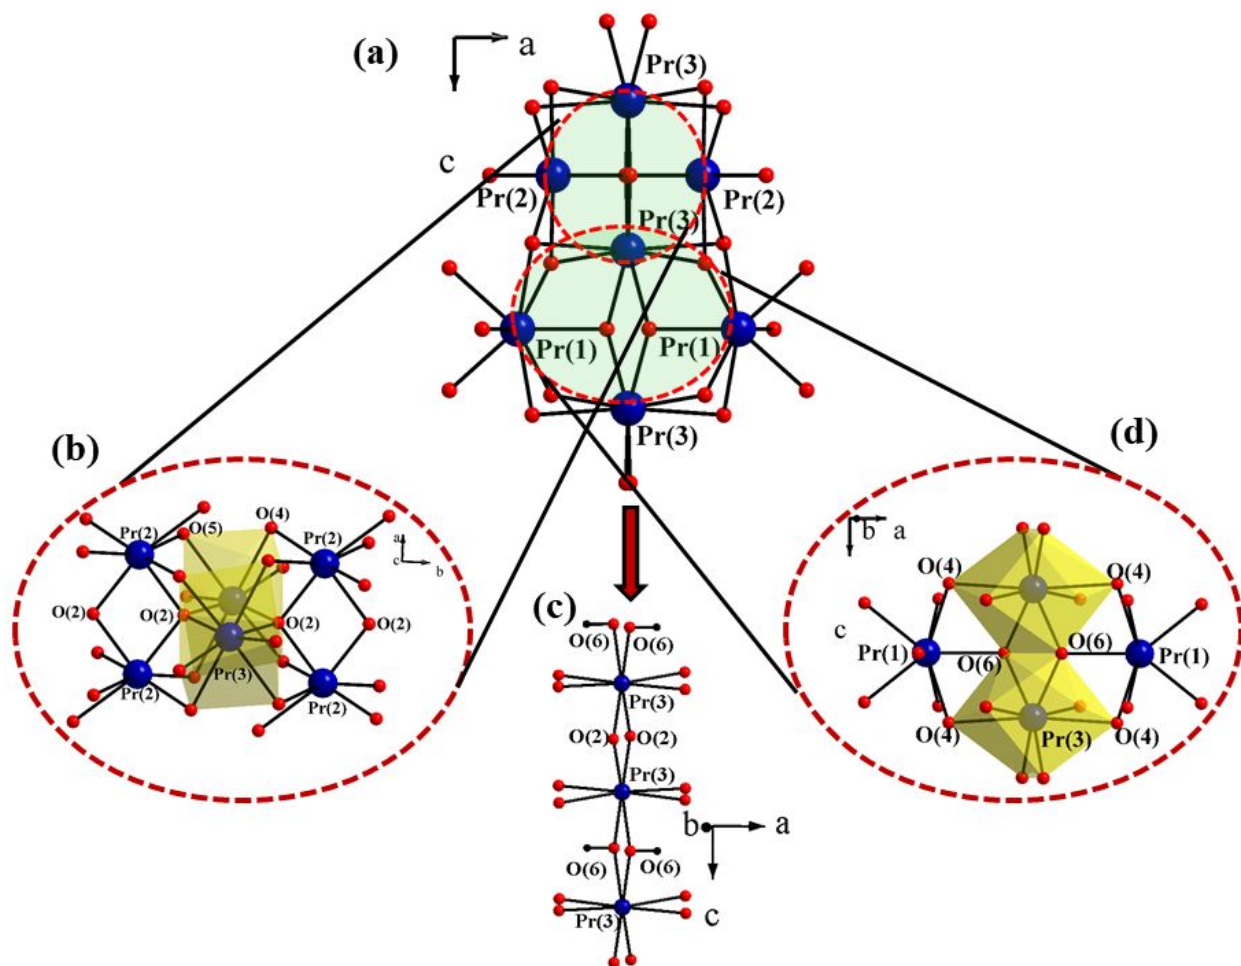 (a)
a
c
Pr(3)
Pr(2)
Pr(2)
Pr(3)
Pr(1)
Pr(1)
Pr(3)
(b)
O(5)
O(4)
Pr(2)
Pr(2)
a
c
b
O(2)
O(2)
O(2)
O(2)
Pr(2)
Pr(3)
Pr(2)
(c)
O(6)
O(6)
Pr(3)
O(2)
O(2)
Pr(3)
b
a
O(6)
O(6)
c
Pr(3)
(d)
b
a
c
O(4)
O(4)
Pr(1)
O(6)
O(6)
Pr(1)
O(4)
Pr(3)
O(4)